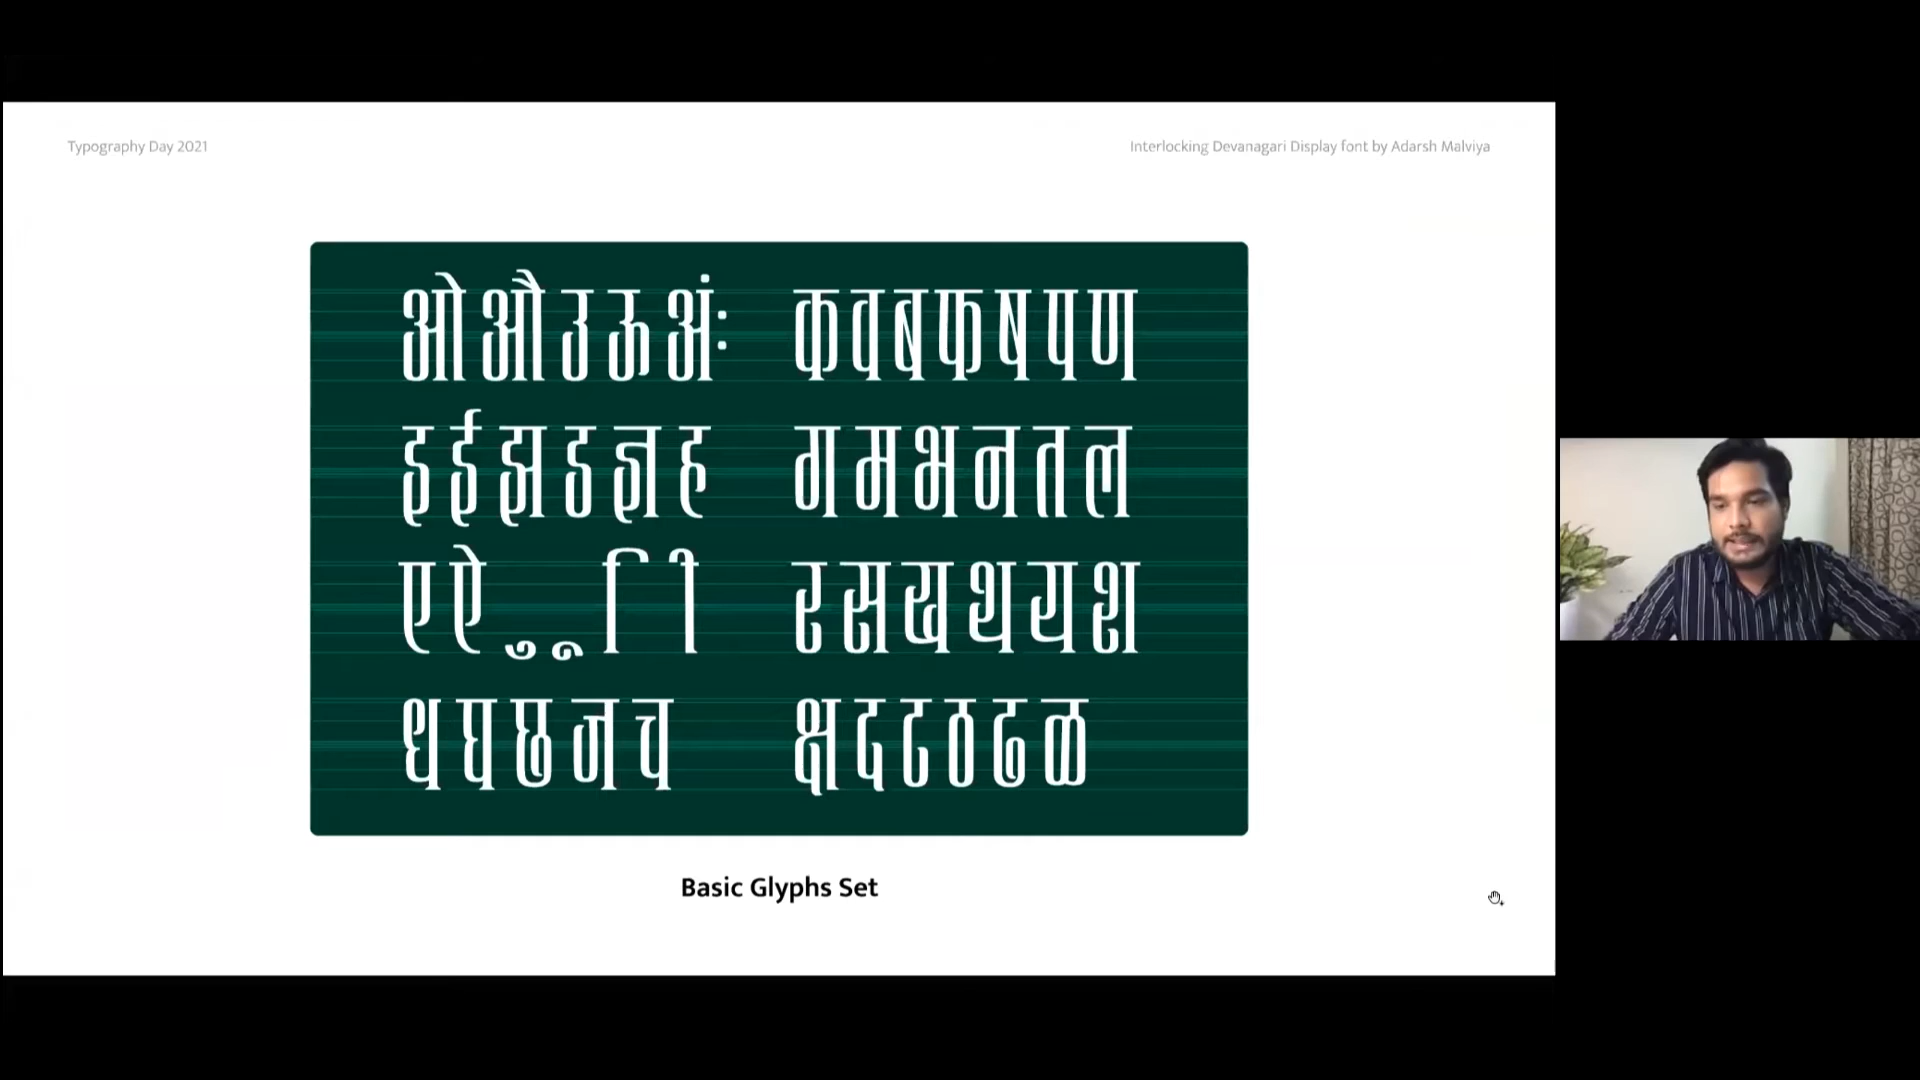 Typography Day 2021
Interlocking Devanagari Display font by Adarsh Malviya
ओ औ उ ऊ अंः क व ब फ ष प ण
इ ई झ ड ज्ञ ह ग म भ न त ल
ए ऐ ु ू ि ी र स ख थ य श
ध घ छ ज च क्ष द ट ठ ढ ळ
Basic Glyphs Set